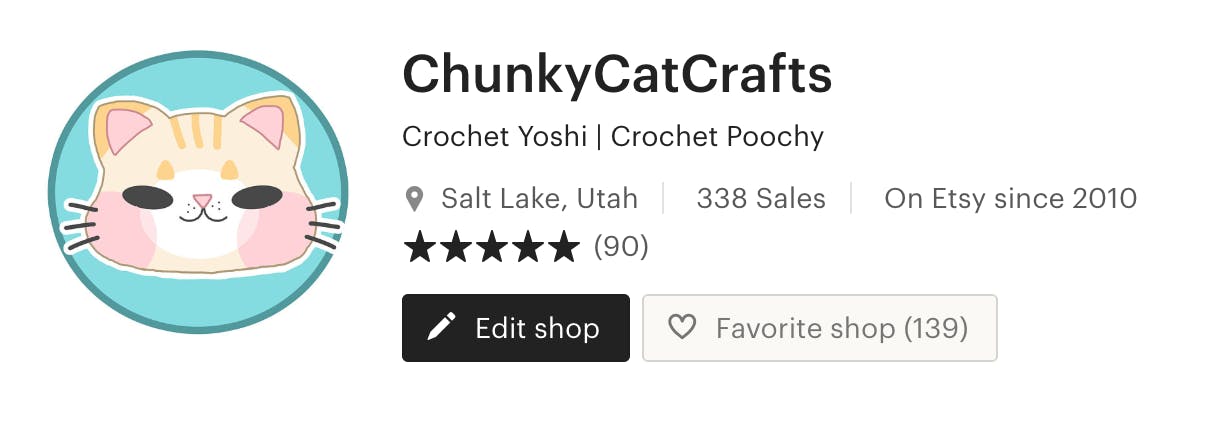 ChunkyCatCrafts
Crochet Yoshi | Crochet Poochy
Salt Lake, Utah | 338 Sales | On Etsy since 2010
(90)
Edit shop Favorite shop (139)